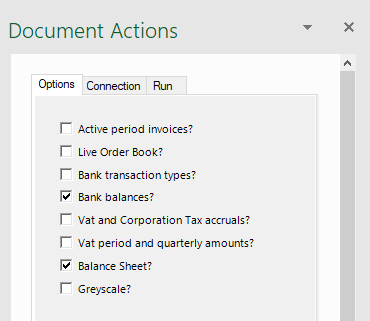 Document Actions
Options Connection Run
Active period invoices?
Live Order Book?
Bank transaction types?
Bank balances?
Vat and Corporation Tax accruals?
Vat period and quarterly amounts?
Balance Sheet?
Greyscale?